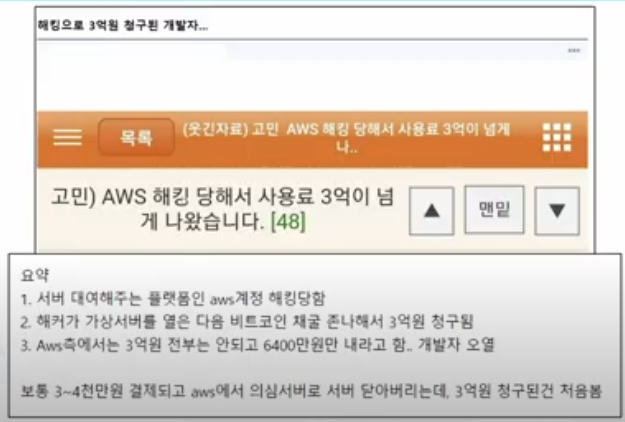 해킹으로 3억원 청구된 개발자...
목록
(웃긴자료) 고민 AWS 해킹 당해서 사용료 3억이 넘게
나..
고민) AWS 해킹 당해서 사용료 3억이 넘
게 나왔습니다. [48]
▲
맨밑
▼
요약
1. 서버 대여해주는 플랫폼인 aws계정 해킹당함
2. 해커가 가상서버를 열은 다음 비트코인 채굴 존나해서 3억원 청구됨
3. Aws측에서는 3억원 전부는 안되고 6400만원만 내라고 함.. 개발자 오열
보통 3~4천만원 결제되고 aws에서 의심서버로 서버 닫아버리는데, 3억원 청구된건 처음봄